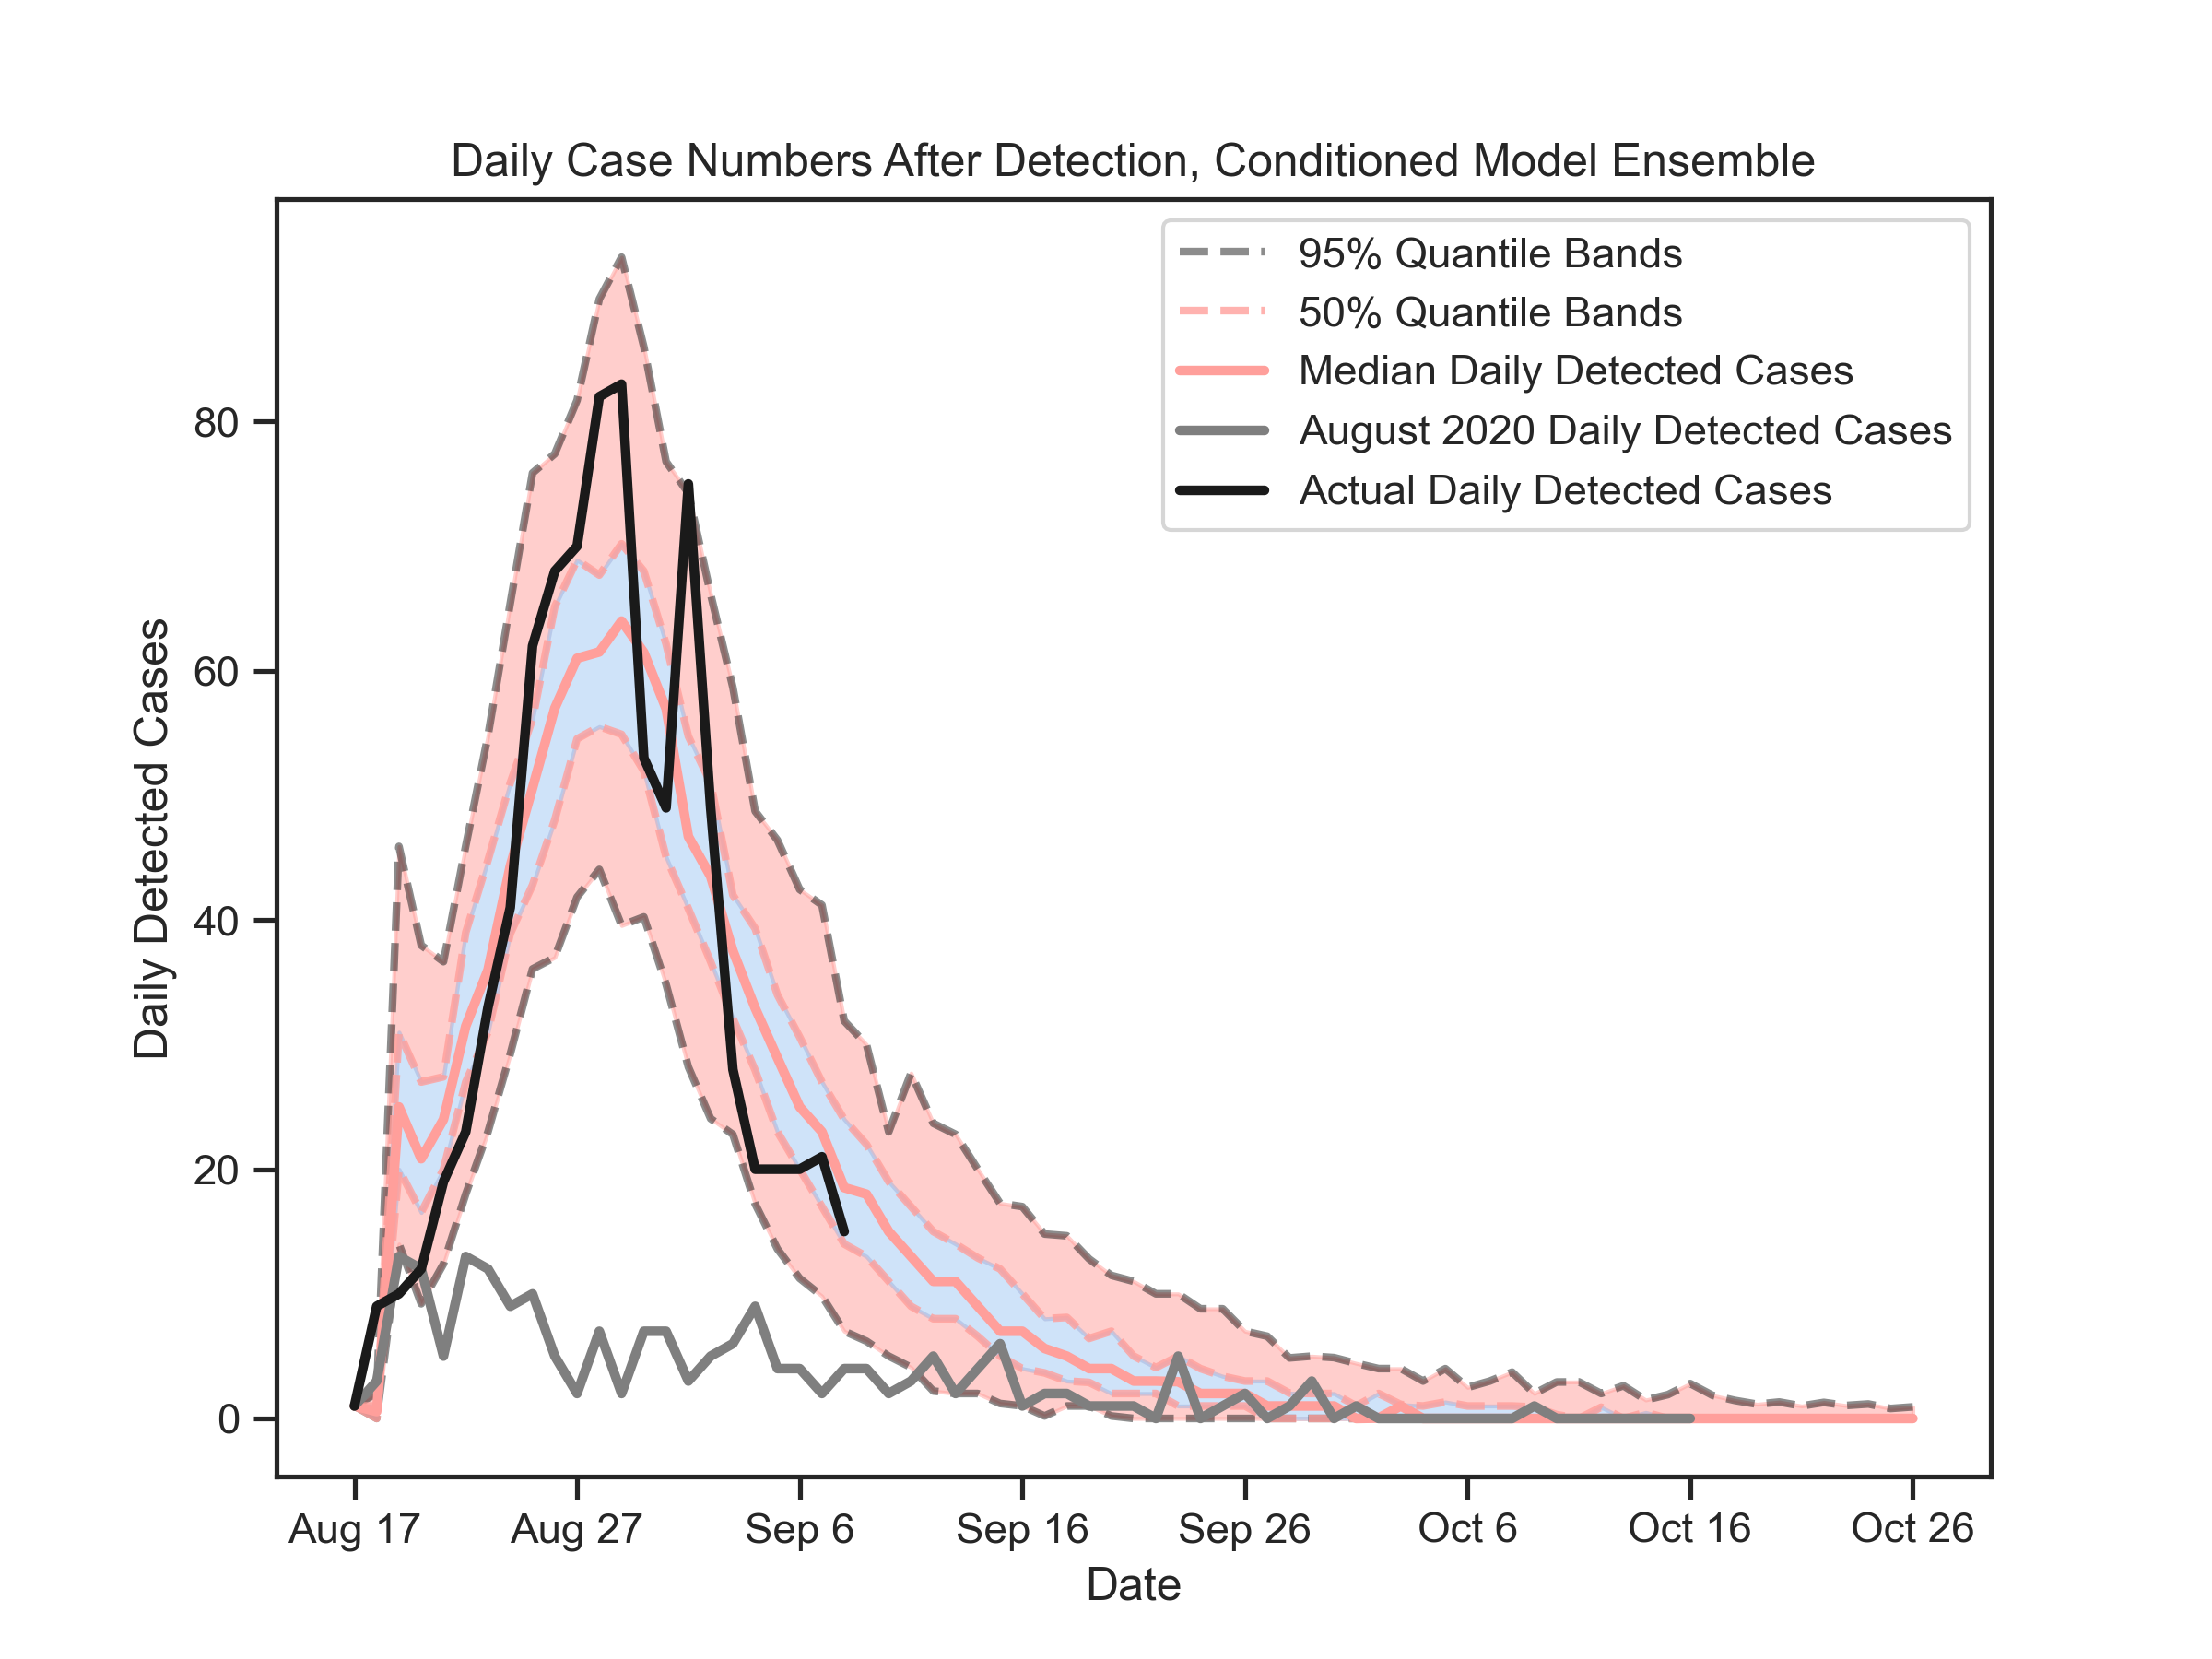 Daily Case Numbers After Detection, Conditioned Model Ensemble
95% Quantile Bands
50% Quantile Bands
Median Daily Detected Cases
August 2020 Daily Detected Cases
Actual Daily Detected Cases
Daily Detected Cases
80
60
40
20
0
Aug 17
Aug 27
Sep 6
Sep 16
Sep 26
Oct 6
Oct 16
Oct 26
Date